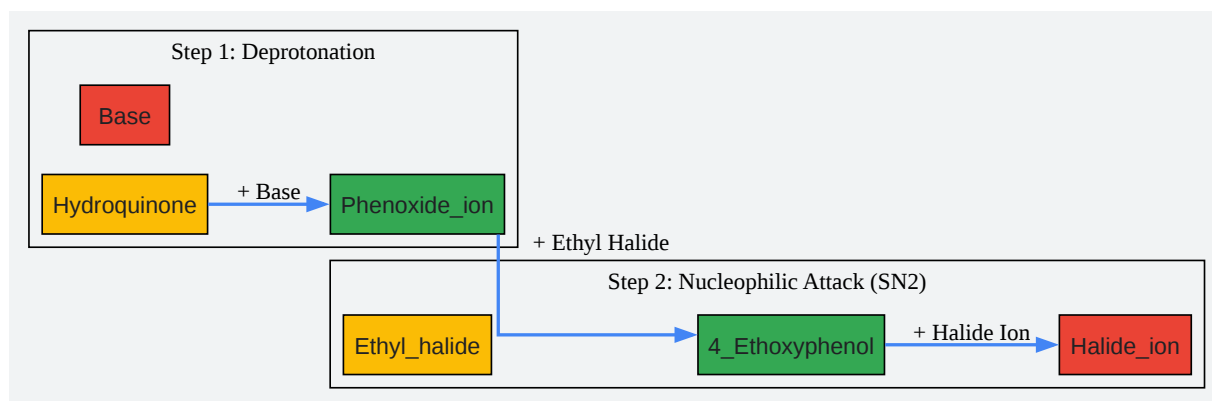 Step 1: Deprotonation
Base
Hydroquinone
+ Base
Phenoxide_ion
+ Ethyl Halide
Step 2: Nucleophilic Attack (SN2)
Ethyl_halide
4_Ethoxyphenol
+ Halide Ion
Halide_ion